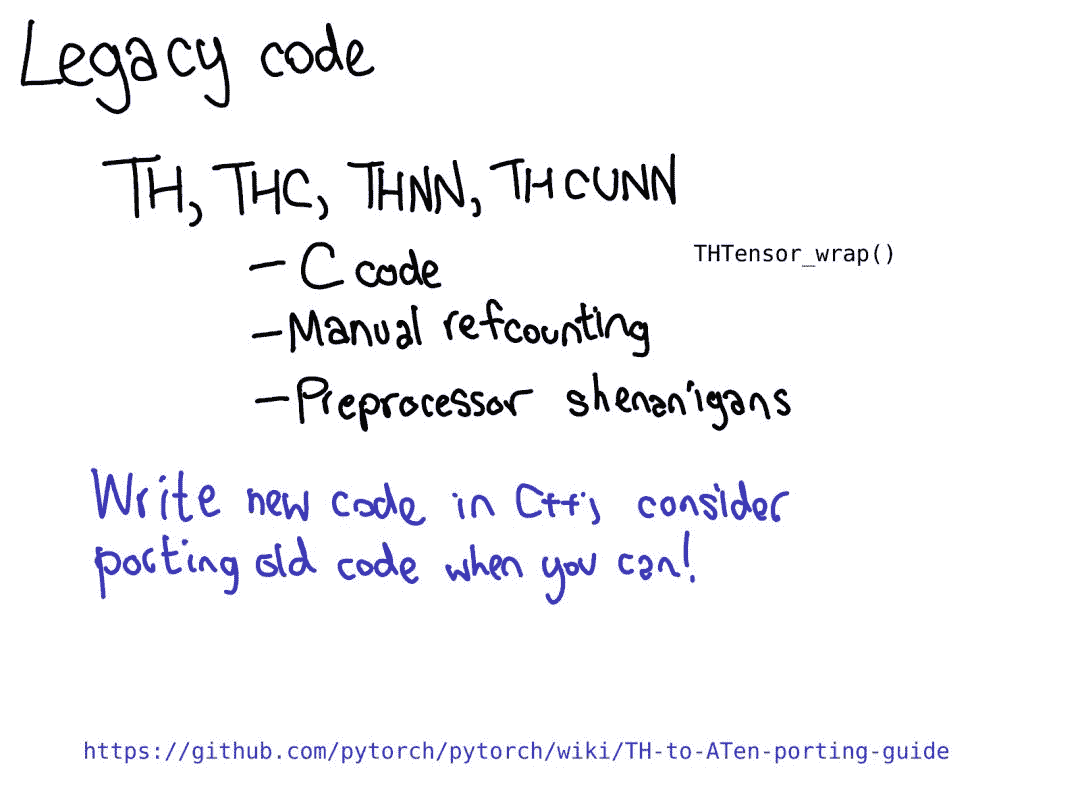 Legacy code
TH, THC, THNN, THCUNN
- C code
THTensor_wrap()
- Manual refcounting
- Preprocessor shenanigans
Write new code in C++; consider
porting old code when you can!
https://github.com/pytorch/pytorch/wiki/TH-to-ATen-porting-guide